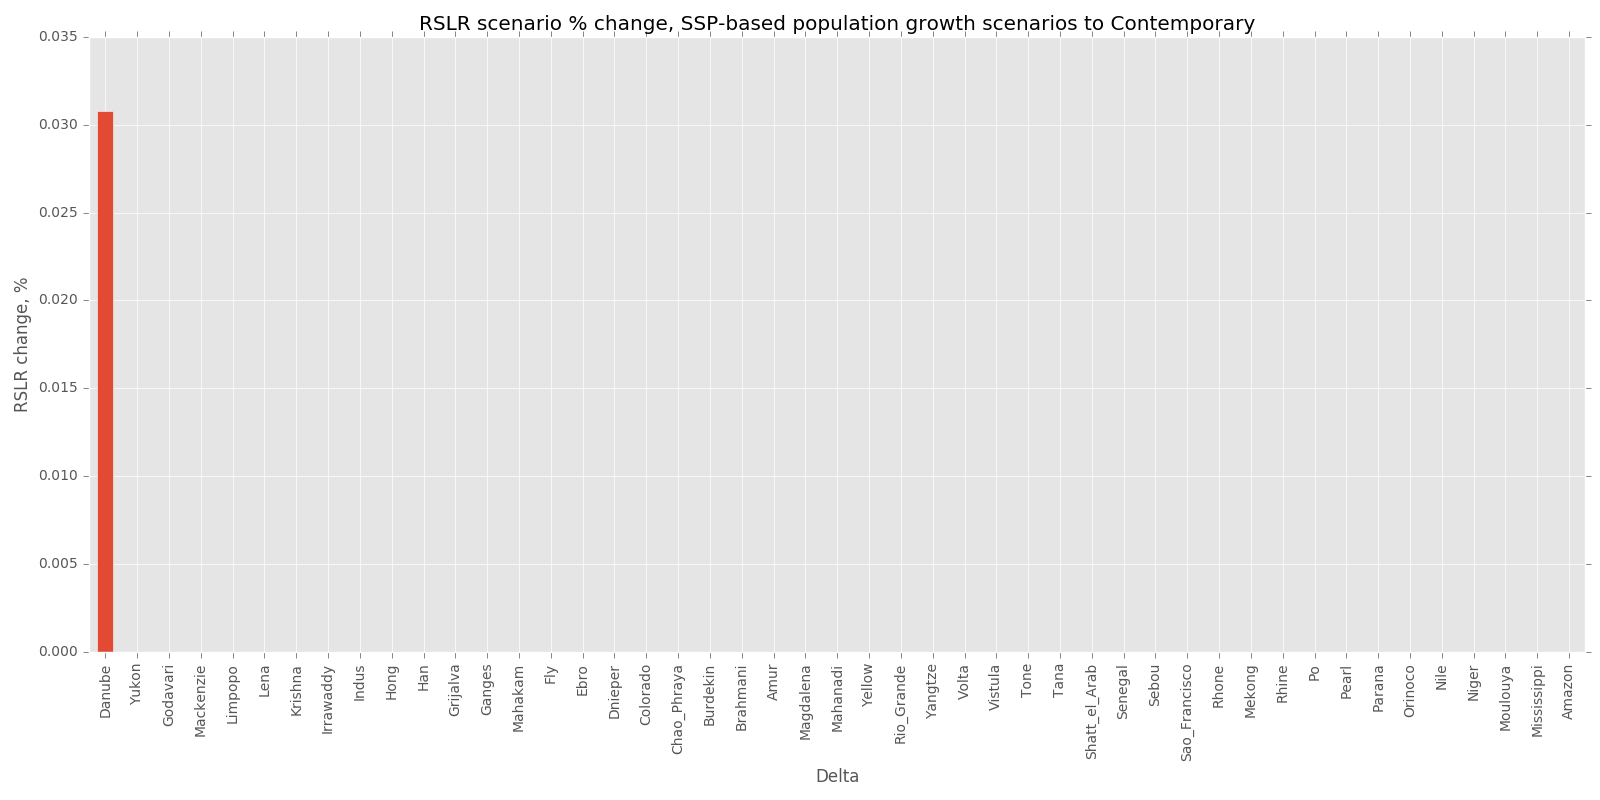 RSLR scenario % change, SSP-based population growth scenarios to Contemporary
RSLR change, %
0.035
0.030
0.025
0.020
0.015
0.010
0.005
0.000
Danube
Yukon
Godavari
Mackenzie
Limpopo
Lena
Krishna
Irrawaddy
Indus
Hong
Han
Grijalva
Ganges
Mahakam
Fly
Ebro
Dnieper
Colorado
Chao_Phraya
Burdekin
Brahmani
Amur
Magdalena
Mahanadi
Yellow
Rio_Grande
Yangtze
Volta
Vistula
Tone
Tana
Shatt_el_Arab
Senegal
Sebou
Sao_Francisco
Rhone
Mekong
Rhine
Po
Pearl
Parana
Orinoco
Nile
Niger
Moulouya
Mississippi
Amazon
Delta